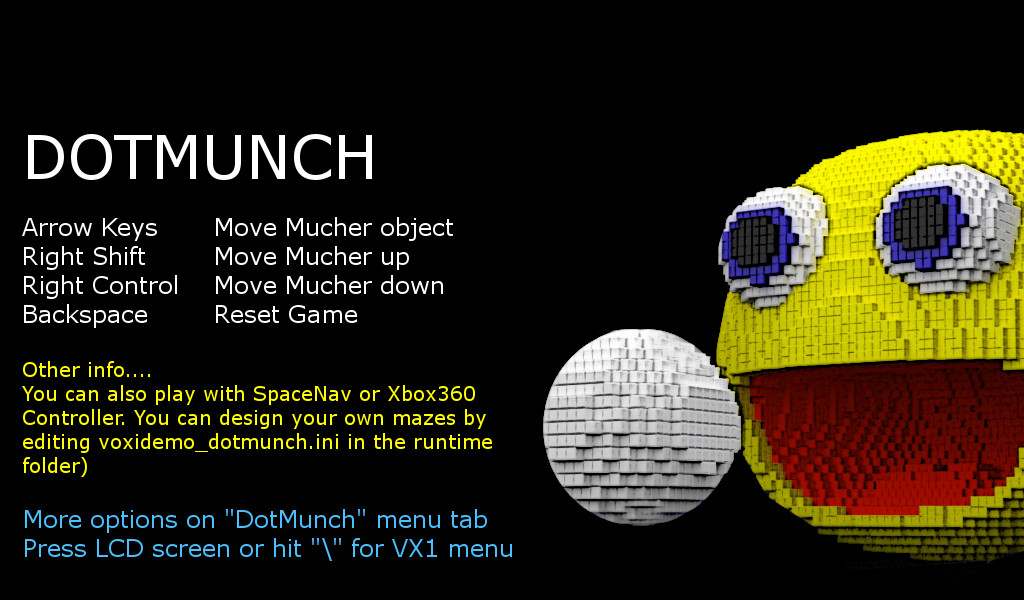 DOTMUNCH
Arrow Keys Move Mucher object
Right Shift Move Mucher up
Right Control Move Mucher down
Backspace Reset Game
Other info....
You can also play with SpaceNav or Xbox360
Controller. You can design your own mazes by
editing voxidemo_dotmunch.ini in the runtime
folder)
More options on "DotMunch" menu tab
Press LCD screen or hit "\" for VX1 menu